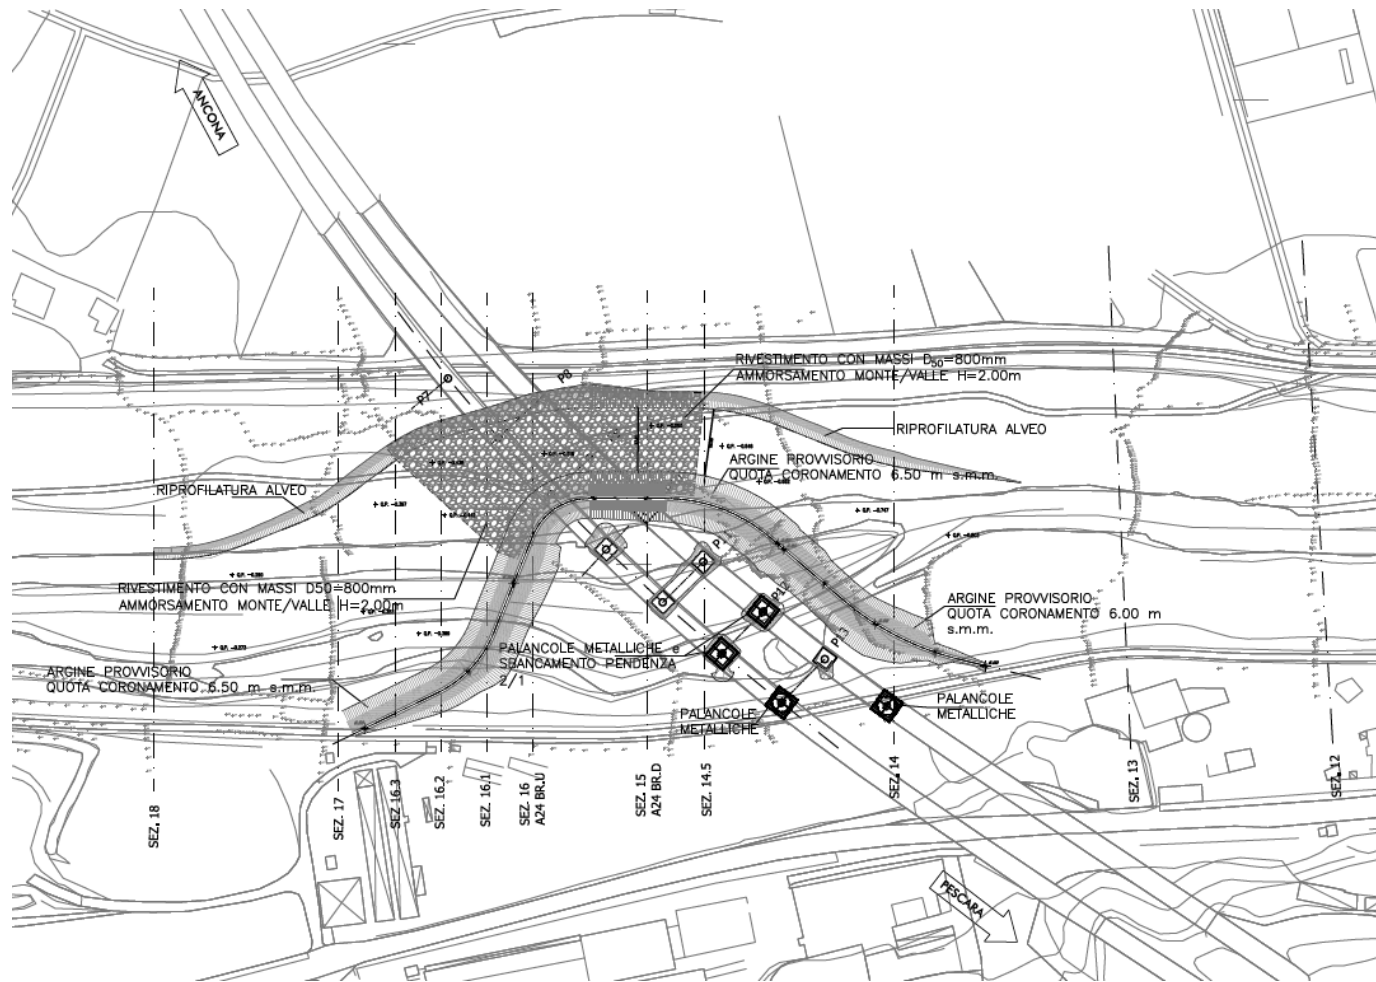 ANCONA
P7
P8
RIVESTIMENTO CON MASSI D₅₀=800mm
AMMORSAMENTO MONTE/VALLE H=2.00m
RIPROFILATURA ALVEO
ARGINE PROVVISORIO
QUOTA CORONAMENTO 6.50 m s.m.m.
RIPROFILATURA ALVEO
RIVESTIMENTO CON MASSI D50=800mm
AMMORSAMENTO MONTE/VALLE H=2.00m
P12
ARGINE PROVVISORIO
QUOTA CORONAMENTO 6.00 m
s.m.m.
PALANCOLE METALLICHE e
SBANCAMENTO PENDENZA
2/1
ARGINE PROVVISORIO
QUOTA CORONAMENTO 6.50 m s.m.m.
PALANCOLE
METALLICHE
PALANCOLE
METALLICHE
SEZ. 18
SEZ. 17
SEZ 16.3
SEZ. 16.2
SEZ. 16.1
SEZ. 16
A24 BR.U
SEZ. 15
A24 BR.D
SEZ. 14.5
SEZ. 14
SEZ. 13
SEZ. 12
PESCARA